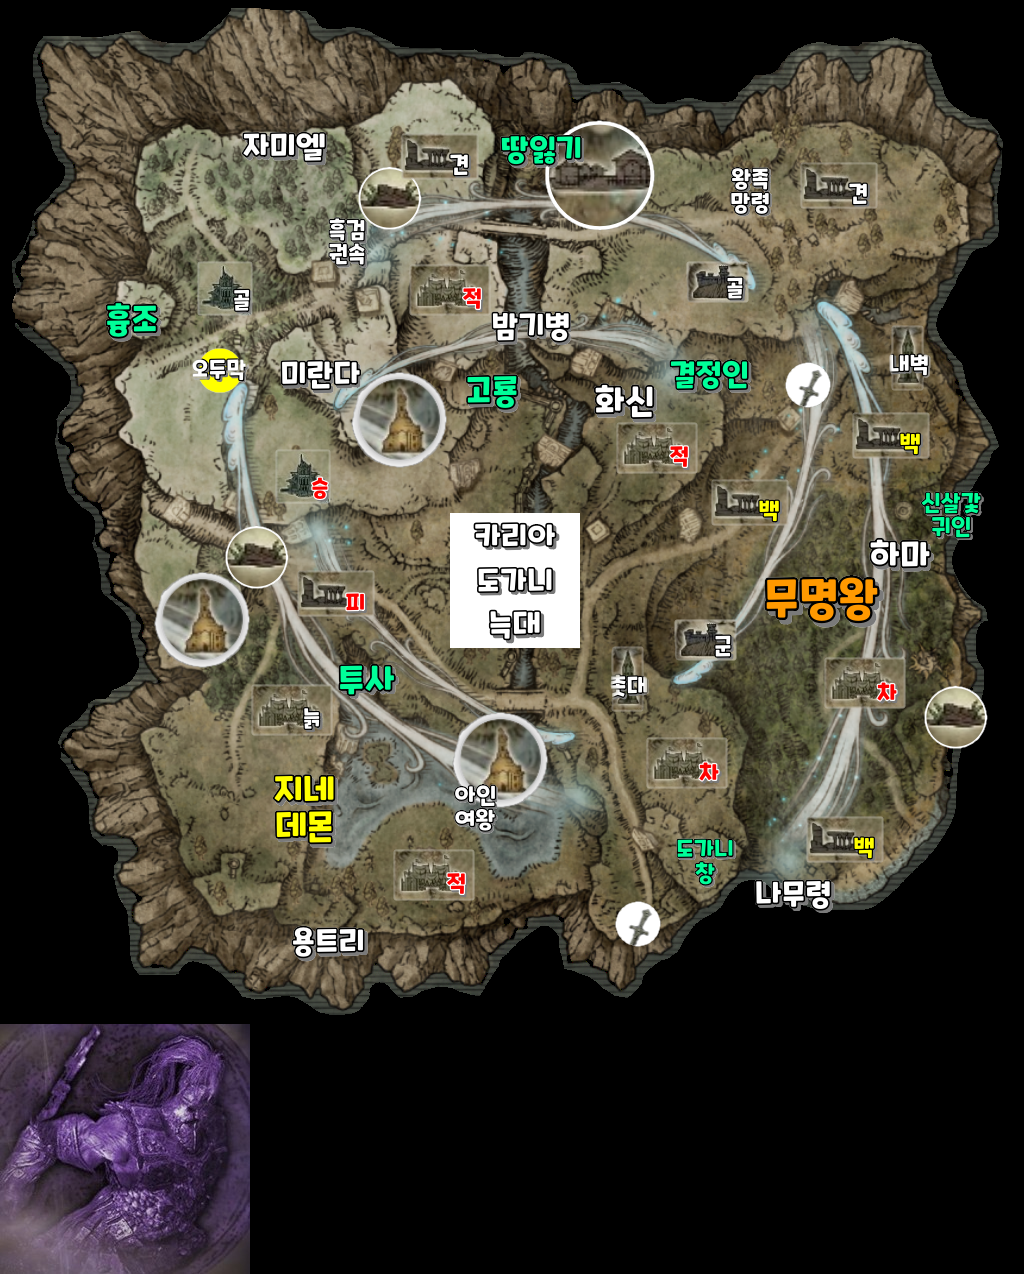 자미엘
견
땅잃기
왕족
망령
견
흑검
권속
골
적
골
흉조
밤기병
오두막
미란다
고룡
화신
결정인
내벽
적
백
승
백
신살갗
귀인
카리아
도가니
늑대
하마
무명왕
피
군
투사
촛대
차
늙
차
지네
데몬
아인
여왕
도가니
창
백
적
나무령
용트리